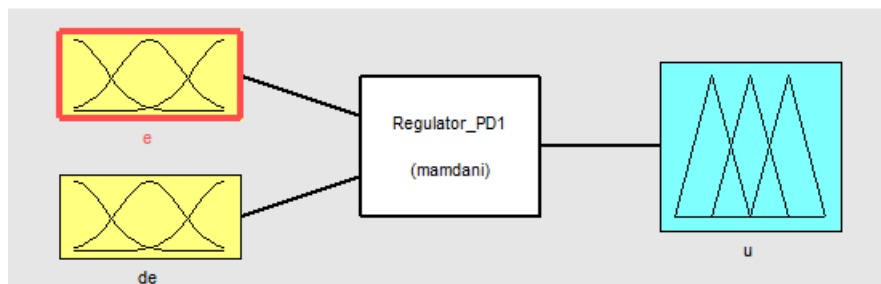 e
Regulator_PD1
(mamdani)
de
u